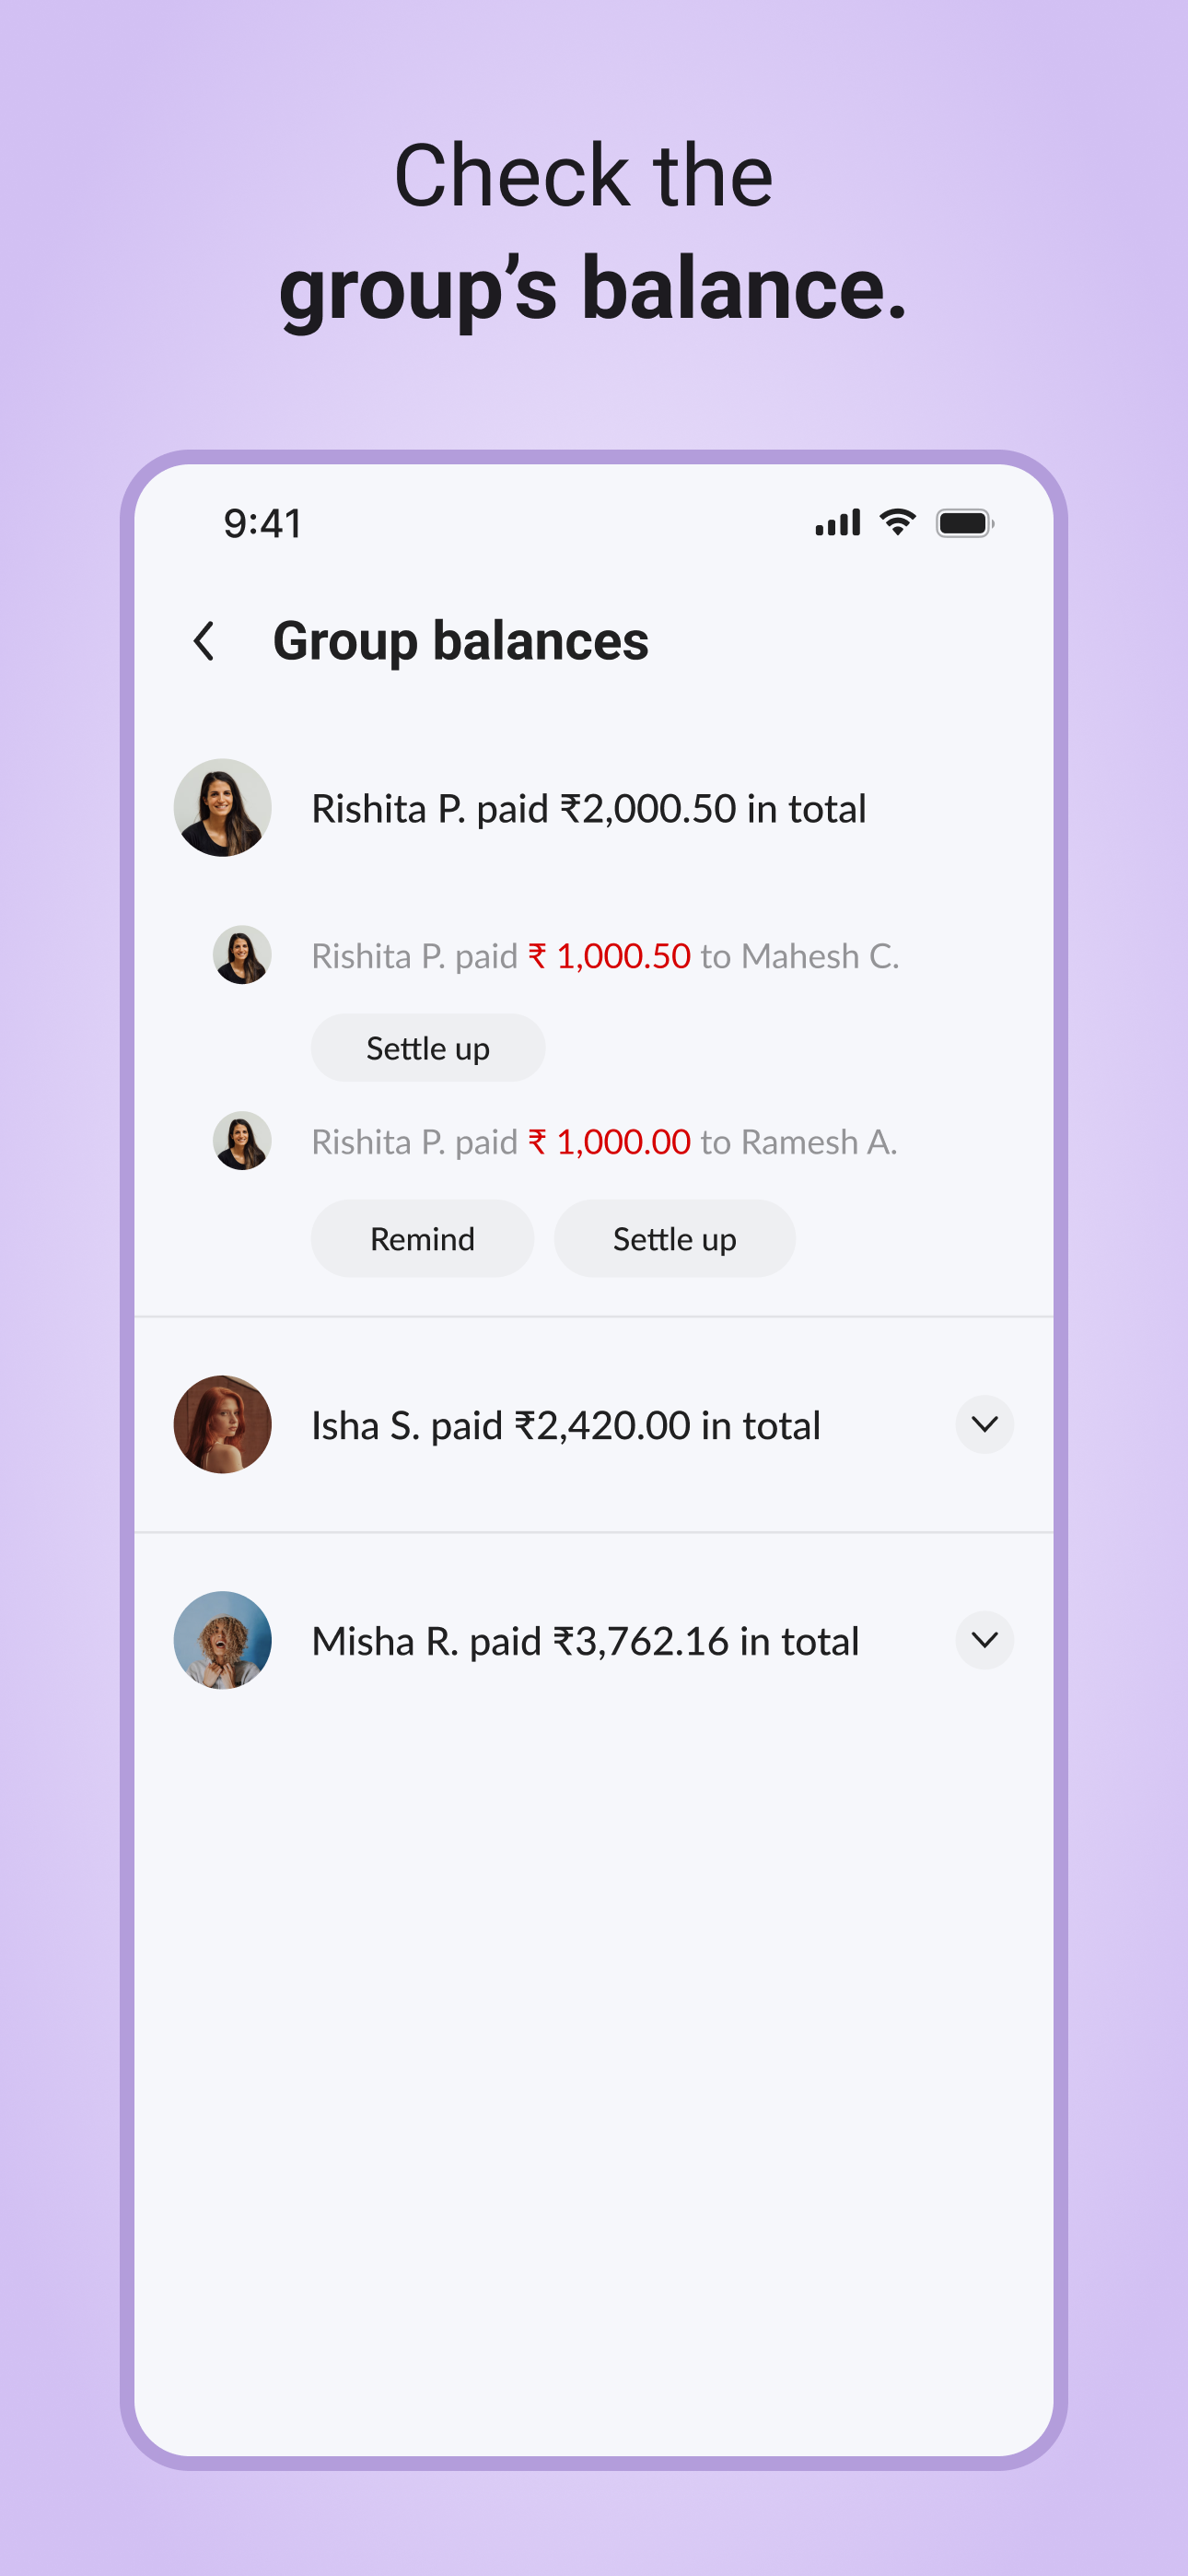 Check the
group’s balance.
9:41
Group balances
Rishita P. paid ₹2,000.50 in total
Rishita P. paid ₹ 1,000.50 to Mahesh C.
Settle up
Rishita P. paid ₹ 1,000.00 to Ramesh A.
Remind Settle up
Isha S. paid ₹2,420.00 in total
Misha R. paid ₹3,762.16 in total